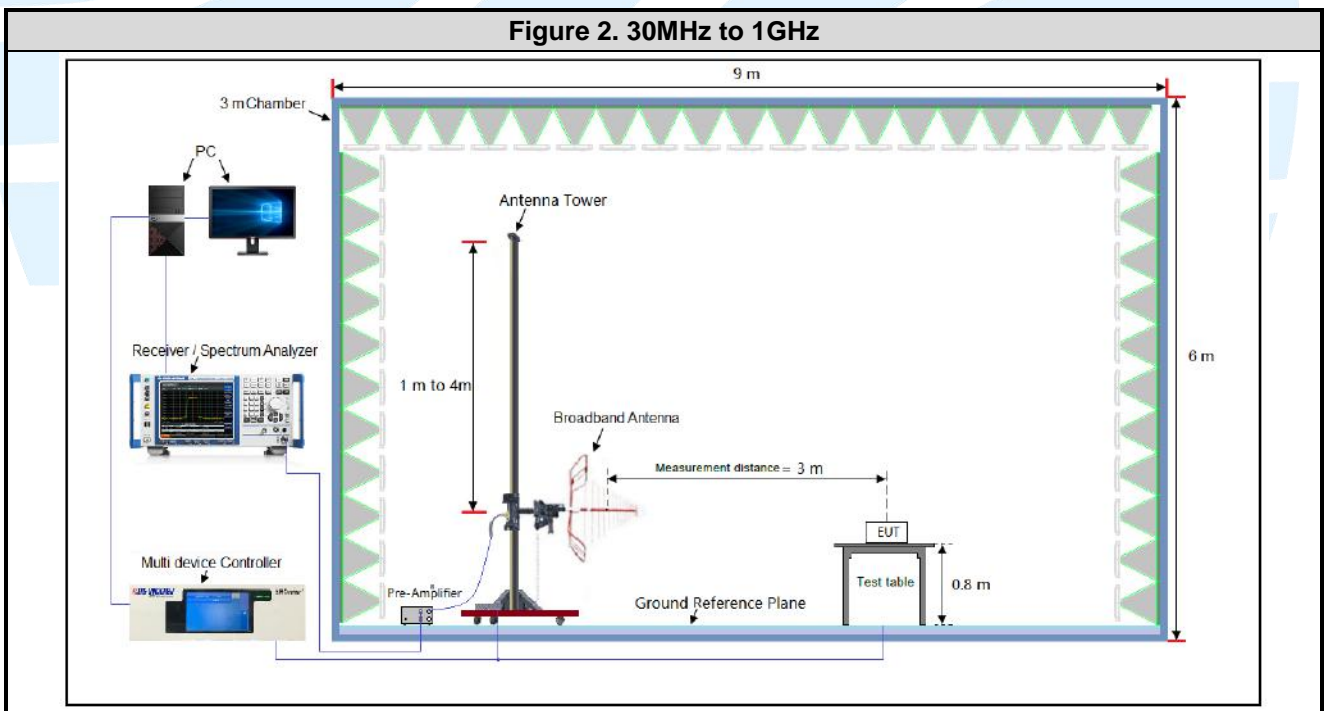 Figure 2. 30MHz to 1GHz
9 m
3 m Chamber
PC
Antenna Tower
Receiver / Spectrum Analyzer
1 m to 4m
6 m
Broadband Antenna
Measurement distance = 3 m
EUT
Multi device Controller
Pre-Amplifier
Test table
0.8 m
Ground Reference Plane